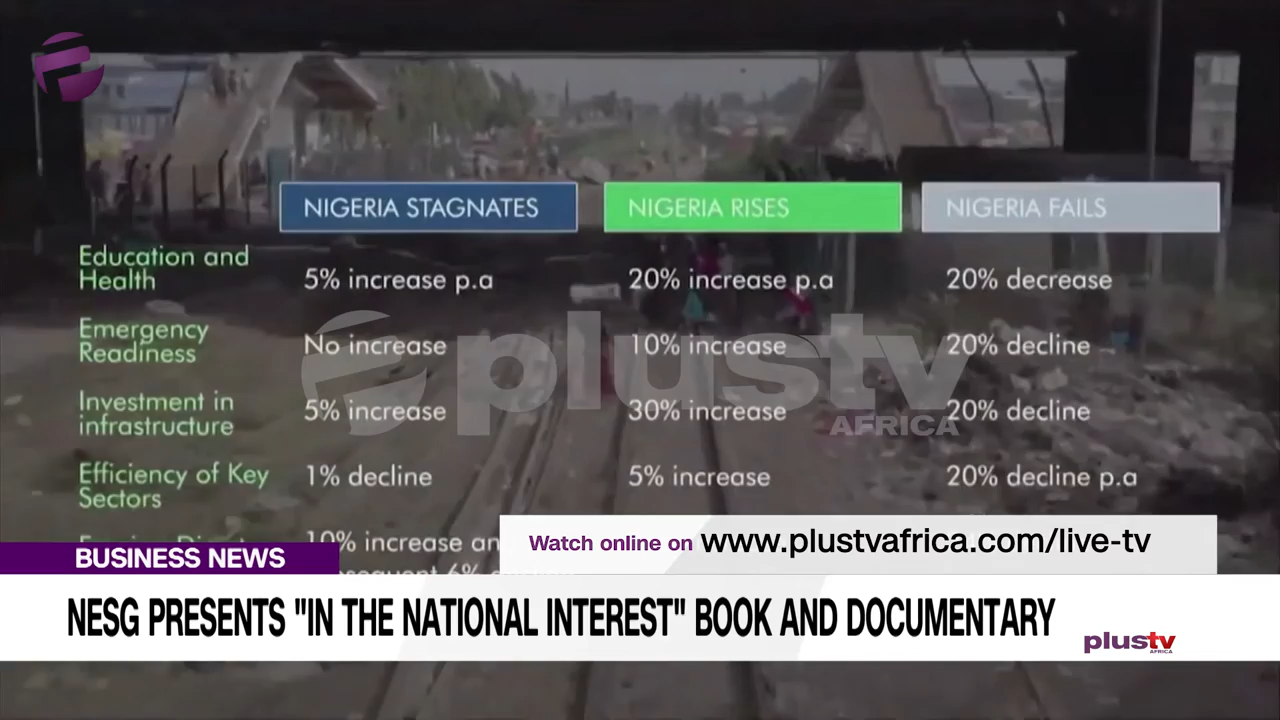 NIGERIA STAGNATES
NIGERIA RISES
NIGERIA FAILS
Education and
Health
5% increase p.a
20% increase p.a
20% decrease
Emergency
Readiness
No increase
10% increase
20% decline
Investment in
infrastructure
5% increase
30% increase
20% decline
Efficiency of Key
Sectors
1% decline
5% increase
20% decline p.a
10% increase
plustv
AFRICA
Watch online on www.plustvafrica.com/live-tv
BUSINESS NEWS
NESG PRESENTS "IN THE NATIONAL INTEREST" BOOK AND DOCUMENTARY
plustv
AFRICA